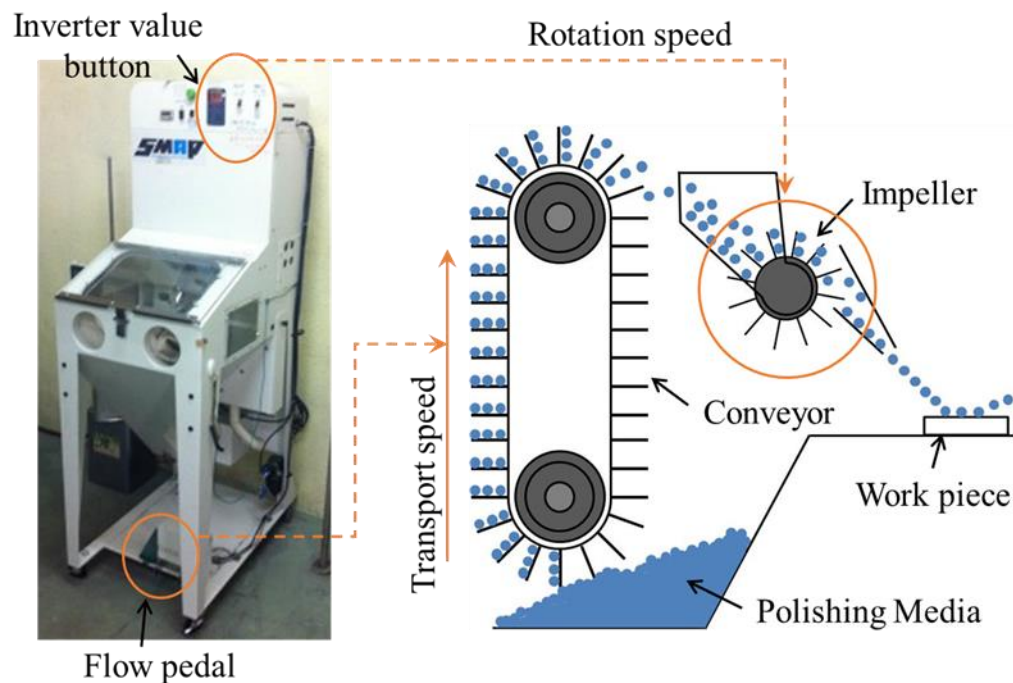 Inverter value
button
Rotation speed
SMAP
Impeller
Transport speed
Conveyor
Work piece
Polishing Media
Flow pedal